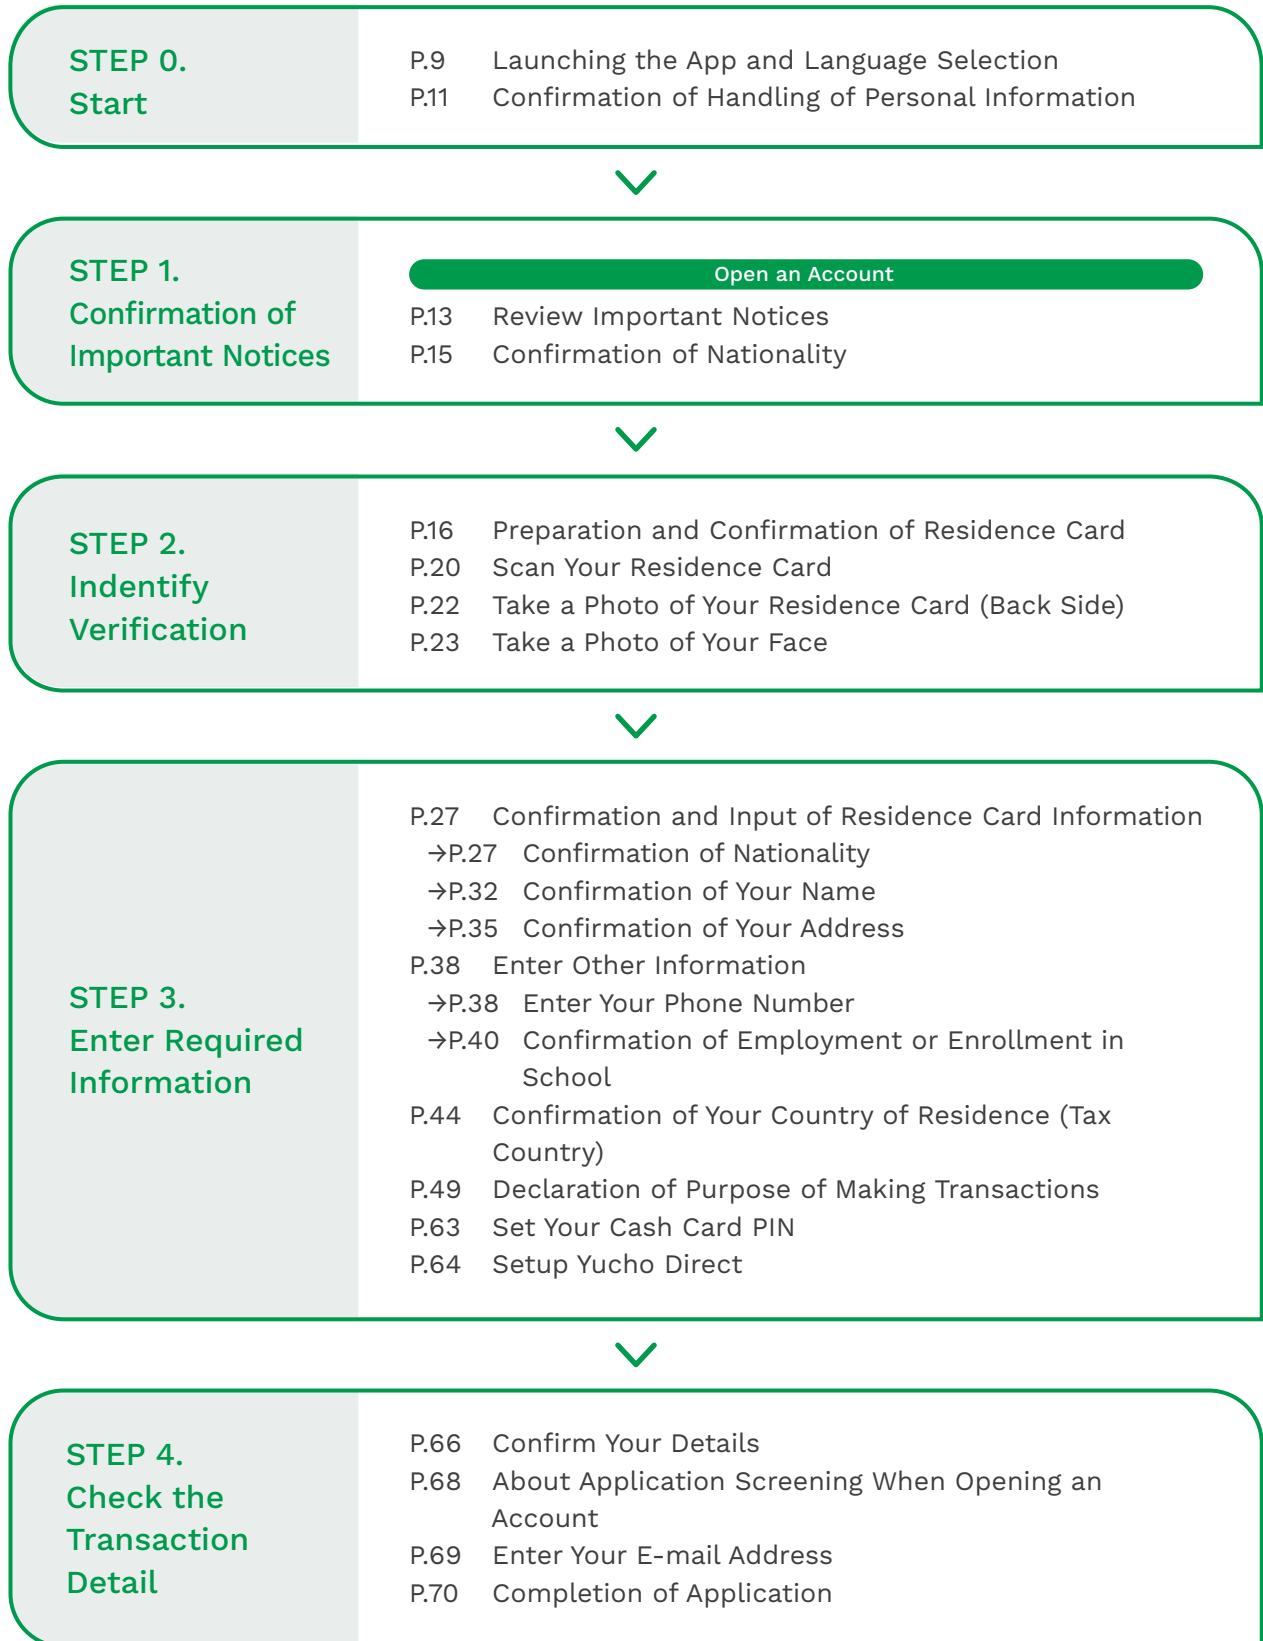 STEP 0.
Start
P.9 Launching the App and Language Selection
P.11 Confirmation of Handling of Personal Information
STEP 1.
Confirmation of
Important Notices
Open an Account
P.13 Review Important Notices
P.15 Confirmation of Nationality
STEP 2.
Indentify
Verification
P.16 Preparation and Confirmation of Residence Card
P.20 Scan Your Residence Card
P.22 Take a Photo of Your Residence Card (Back Side)
P.23 Take a Photo of Your Face
STEP 3.
Enter Required
Information
P.27 Confirmation and Input of Residence Card Information
→P.27 Confirmation of Nationality
→P.32 Confirmation of Your Name
→P.35 Confirmation of Your Address
P.38 Enter Other Information
→P.38 Enter Your Phone Number
→P.40 Confirmation of Employment or Enrollment in
School
P.44 Confirmation of Your Country of Residence (Tax
Country)
P.49 Declaration of Purpose of Making Transactions
P.63 Set Your Cash Card PIN
P.64 Setup Yucho Direct
STEP 4.
Check the
Transaction
Detail
P.66 Confirm Your Details
P.68 About Application Screening When Opening an
Account
P.69 Enter Your E-mail Address
P.70 Completion of Application